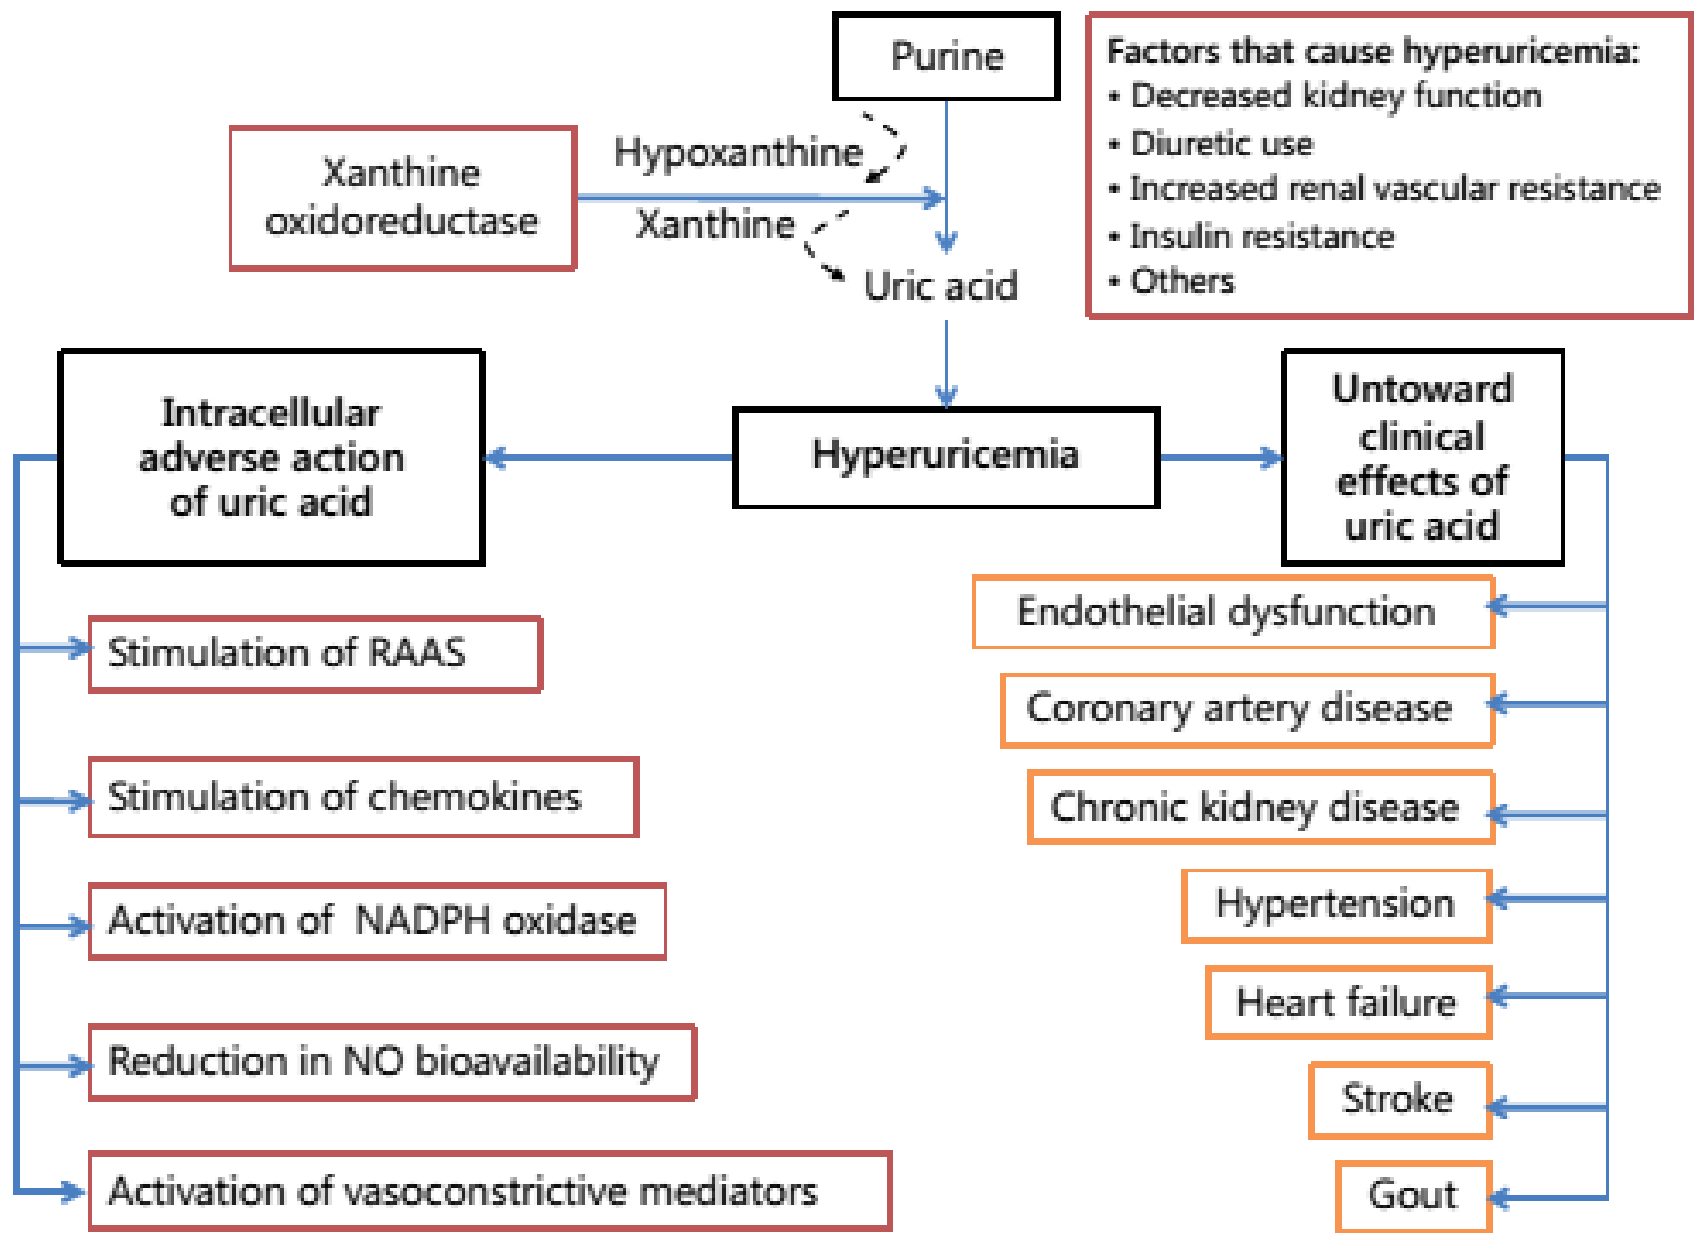 Purine
Factors that cause hyperuricemia:
• Decreased kidney function
• Diuretic use
• Increased renal vascular resistance
• Insulin resistance
• Others
Xanthine
oxidoreductase
Hypoxanthine
Xanthine
Uric acid
Intracellular
adverse action
of uric acid
Hyperuricemia
Untoward
clinical
effects of
uric acid
Stimulation of RAAS
Stimulation of chemokines
Activation of NADPH oxidase
Reduction in NO bioavailability
Activation of vasoconstrictive mediators
Endothelial dysfunction
Coronary artery disease
Chronic kidney disease
Hypertension
Heart failure
Stroke
Gout